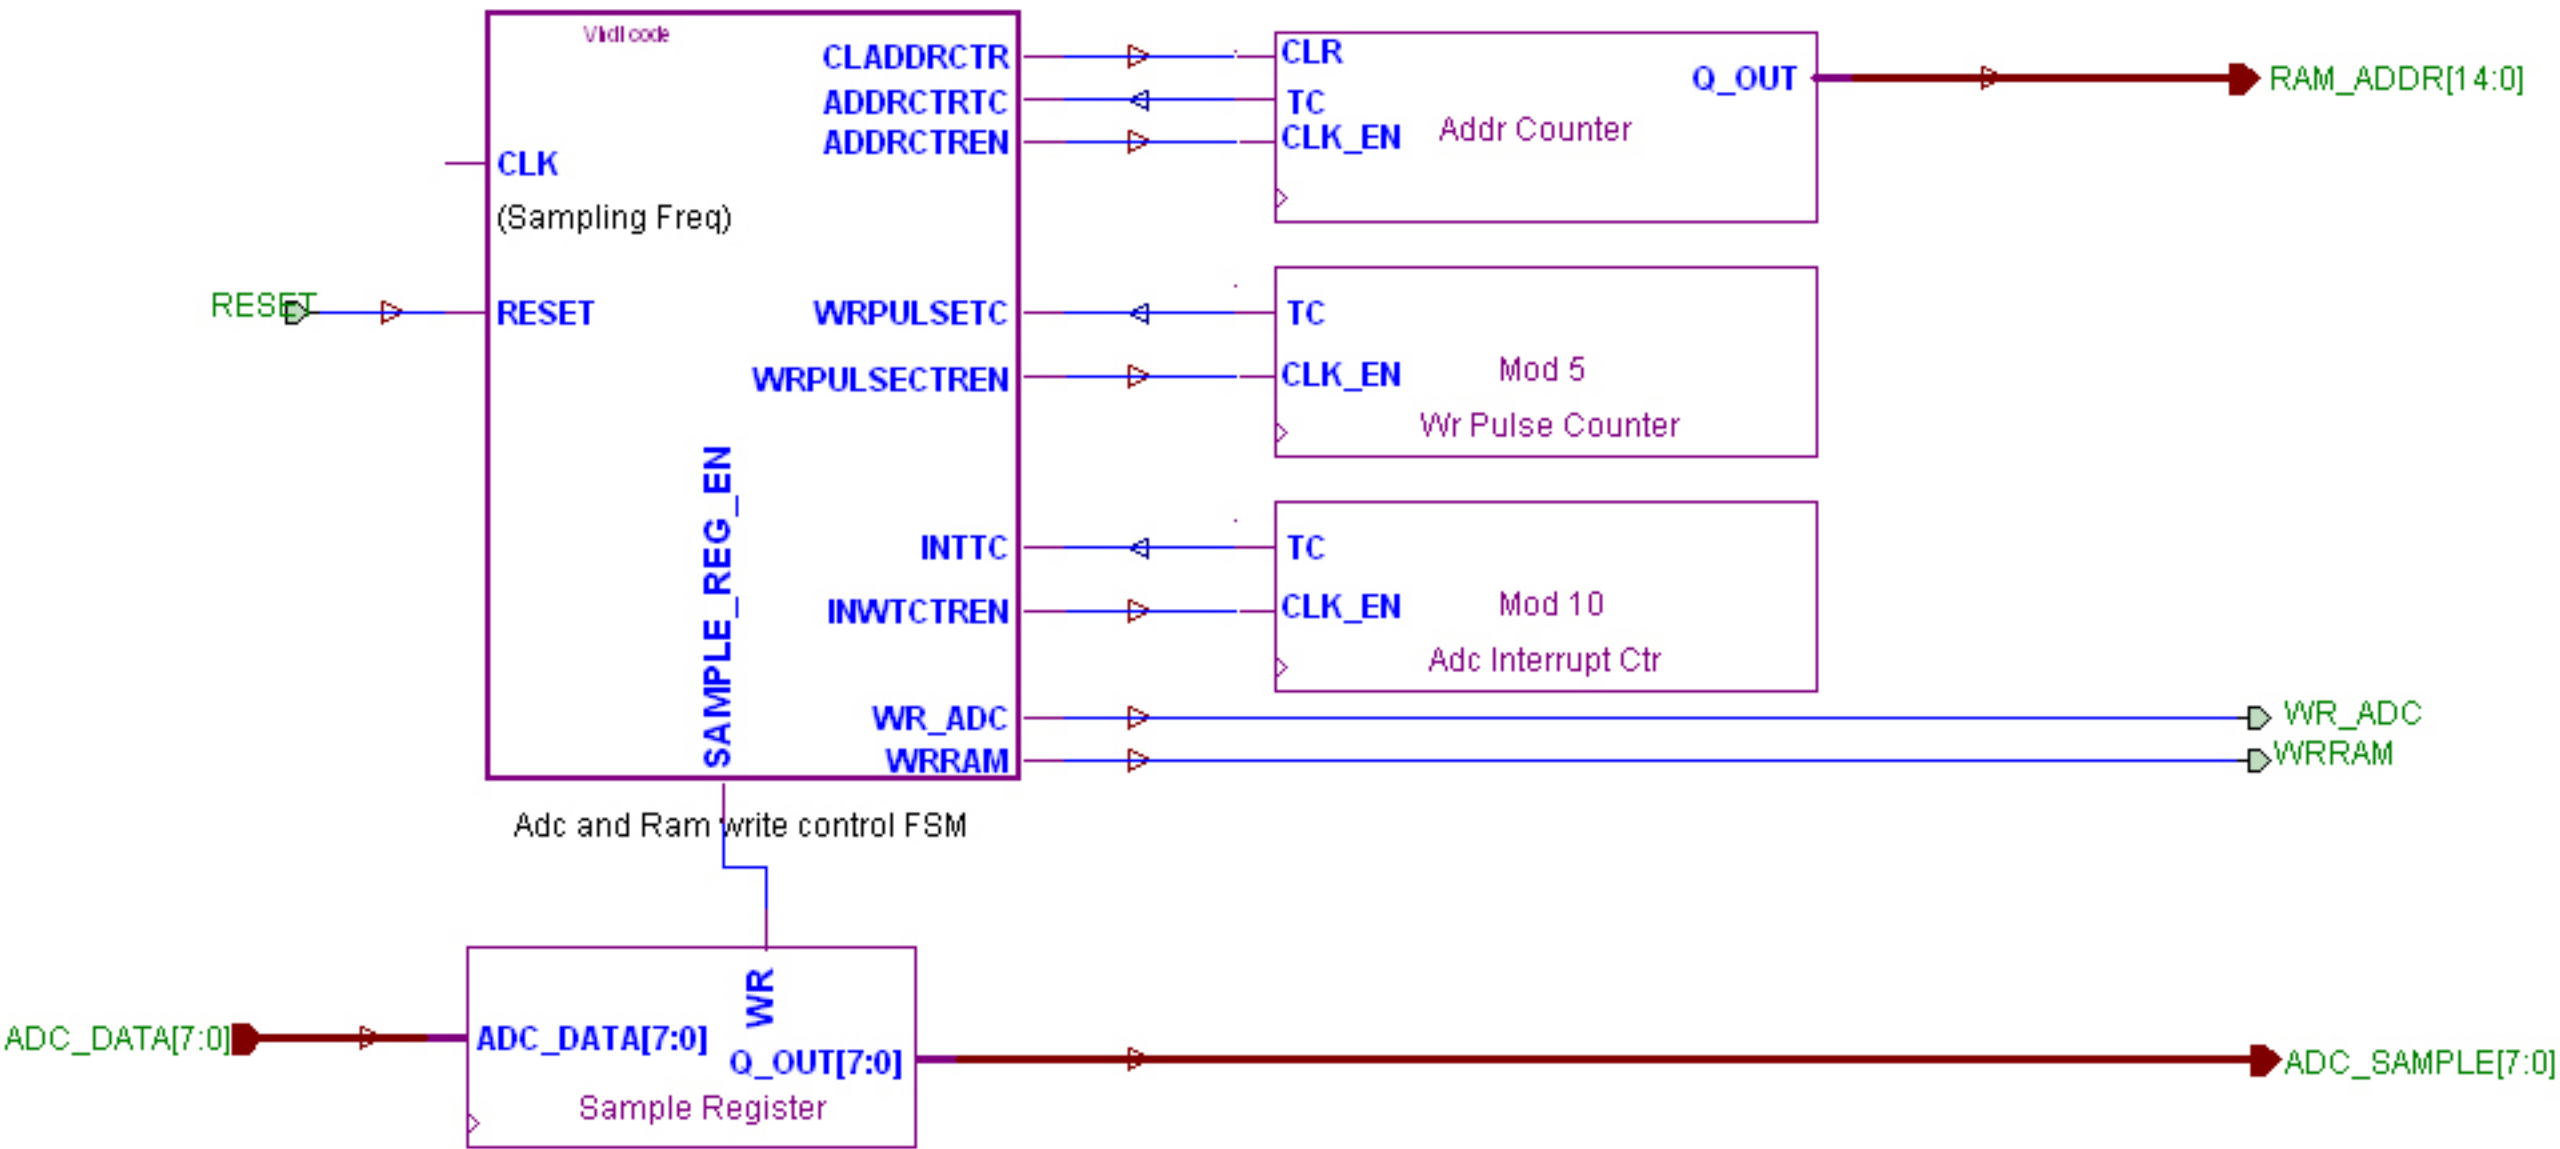 Vhdl code
CLADDRCTR
ADDRCTRTC
ADDRCTREN
CLK
(Sampling Freq)
RESET
RESET
WRPULSETC
WRPULSECTREN
SAMPLE_REG_EN
INTTC
INWTCTREN
WR_ADC
WRRAM
Adc and Ram write control FSM
CLR
TC
CLK_EN
Q_OUT
Addr Counter
RAM_ADDR[14:0]
TC
CLK_EN
Mod 5
Wr Pulse Counter
TC
CLK_EN
Mod 10
Adc Interrupt Ctr
WR_ADC
WRRAM
ADC_DATA[7:0]
ADC_DATA[7:0]
WR
Q_OUT[7:0]
Sample Register
ADC_SAMPLE[7:0]